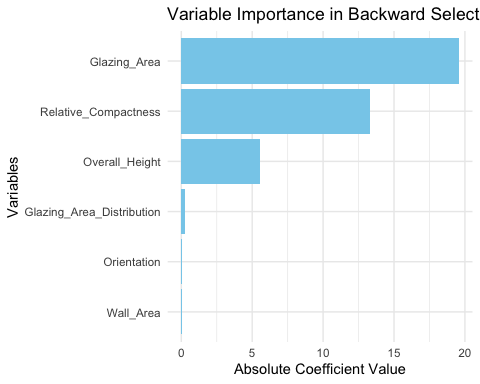 Variable Importance in Backward Select
Glazing_Area
Relative_Compactness
Overall_Height
Glazing_Area_Distribution
Orientation
Wall_Area
Variables
0 5 10 15 20
Absolute Coefficient Value